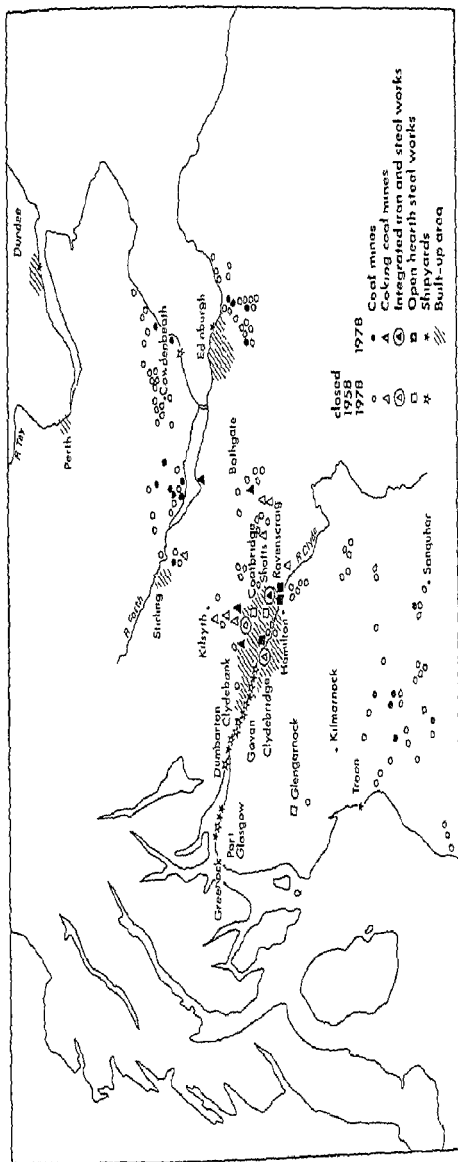 Dundee
R Tay
Perth
Cowdenbeath
Edinburgh
R Forth
Stirling
Bathgate
Kilsyth
Coatbridge
Shotts
Ravenscraig
R Clyde
Dumbarton
Clydebank
Govan
Clydebridge
Hamilton
Greenock
Port
Glasgow
Glengarnock
Kilmarnock
Troon
Sanquhar
closed
1958
1978 1978
Coal mines
Coking coal mines
Integrated iron and steel works
Open hearth steel works
Shipyards
Built-up area